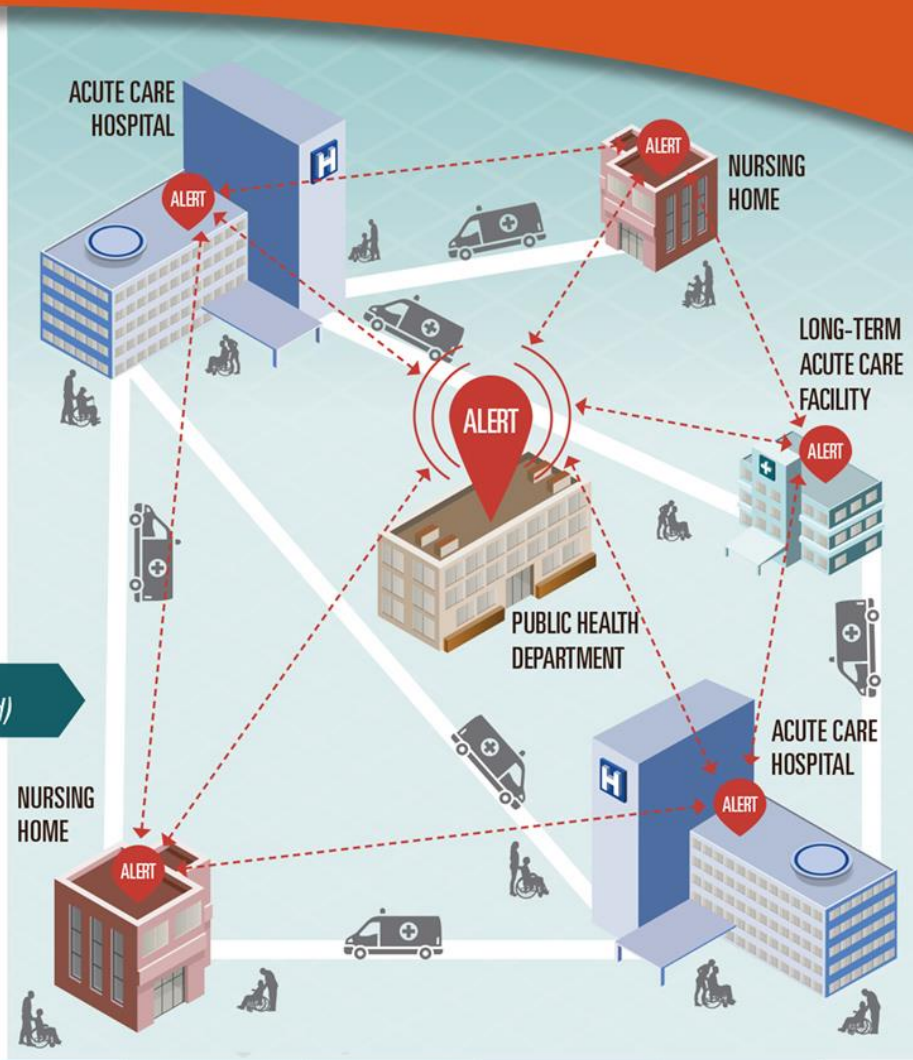 ACUTE CARE
HOSPITAL
H
ALERT
ALERT
NURSING
HOME
LONG-TERM
ACUTE CARE
FACILITY
ALERT
ALERT
PUBLIC HEALTH
DEPARTMENT
ACUTE CARE
HOSPITAL
H
ALERT
NURSING
HOME
ALERT